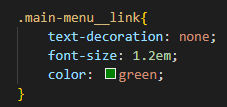 .main-menu__link{
text-decoration: none;
font-size: 1.2em;
color: green;
}